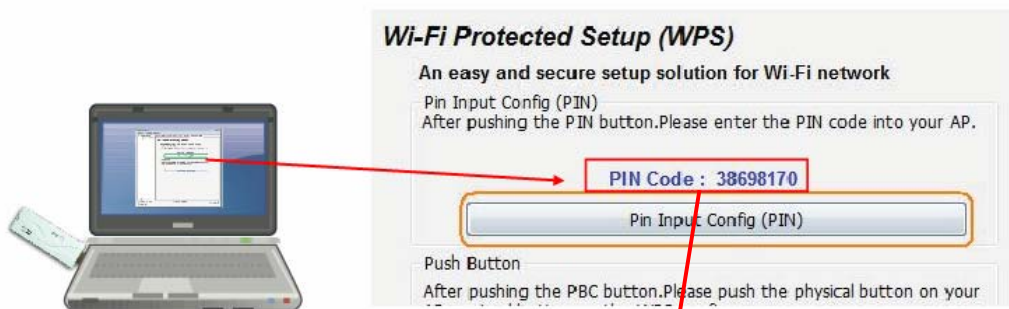 Wi-Fi Protected Setup (WPS)
An easy and secure setup solution for Wi-Fi network
Pin Input Config (PIN)
After pushing the PIN button.Please enter the PIN code into your AP.
PIN Code : 38698170
Pin Input Config (PIN)
Push Button
After pushing the PBC button.Please push the physical button on your